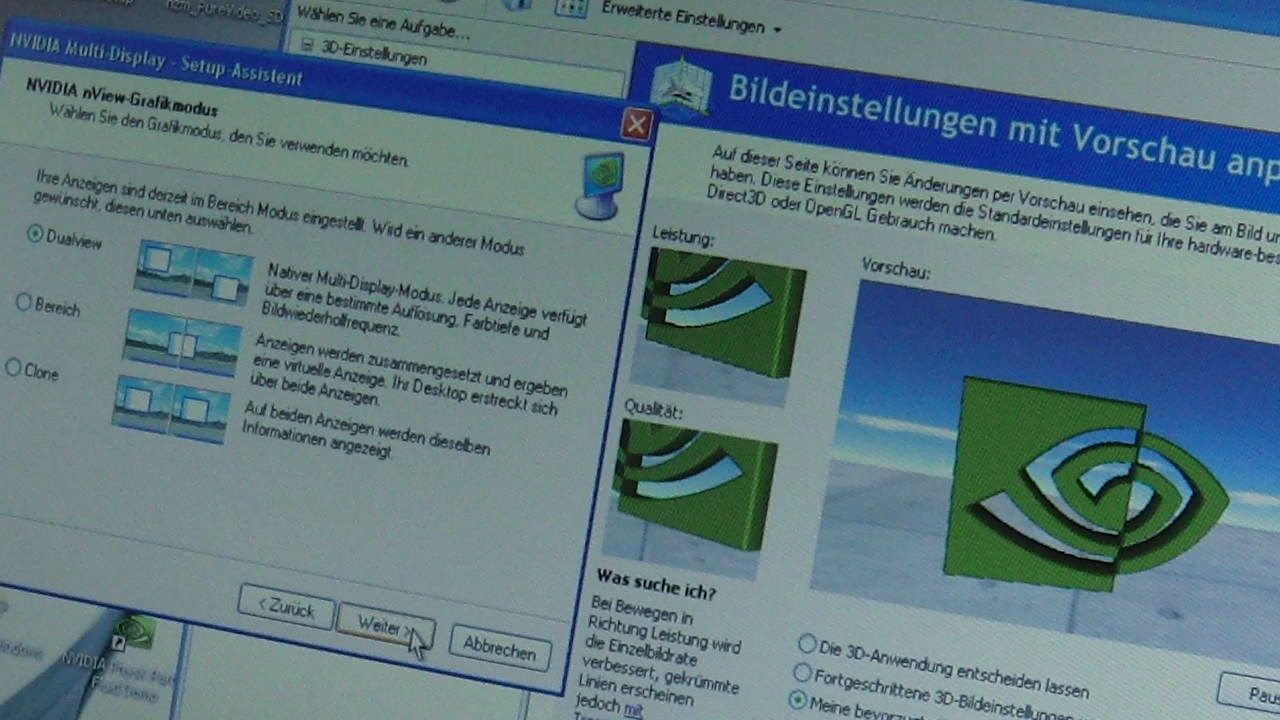 Wählen Sie eine Aufgabe...
3D-Einstellungen
Erweiterte Einstellungen
NVIDIA Multi-Display - Setup-Assistent
NVIDIA nView-Grafikmodus
Wählen Sie den Grafikmodus, den Sie verwenden möchten.
Ihre Anzeigen sind derzeit im Bereich Modus eingestellt. Wird ein anderer Modus
gewünscht, diesen unten auswählen.
Dualview
Nativer Multi-Display-Modus. Jede Anzeige verfügt
über eine bestimmte Auflösung, Farbtiefe und
Bildwiederholfrequenz.
Bereich
Anzeigen werden zusammengesetzt und ergeben
eine virtuelle Anzeige. Ihr Desktop erstreckt sich
über beide Anzeigen.
Clone
Auf beiden Anzeigen werden dieselben
Informationen angezeigt.
< Zurück
Weiter >
Abbrechen
Bildeinstellungen mit Vorschau anp
Auf dieser Seite können Sie Änderungen per Vorschau einsehen, die Sie am Bild
haben. Diese Einstellungen werden die Standardeinstellungen für Ihre hardware-bes
Direct3D oder OpenGL Gebrauch machen.
Leistung:
Vorschau:
Qualität:
Was suche ich?
Bei Bewegen in
Richtung Leistung wird
die Einzelbildrate
verbessert, gekrümmte
Linien erscheinen
jedoch mit
Die 3D-Anwendung entscheiden lassen
Fortgeschrittene 3D-Bildeinstellungen
Meine
Paus
NVIDIA
Demo